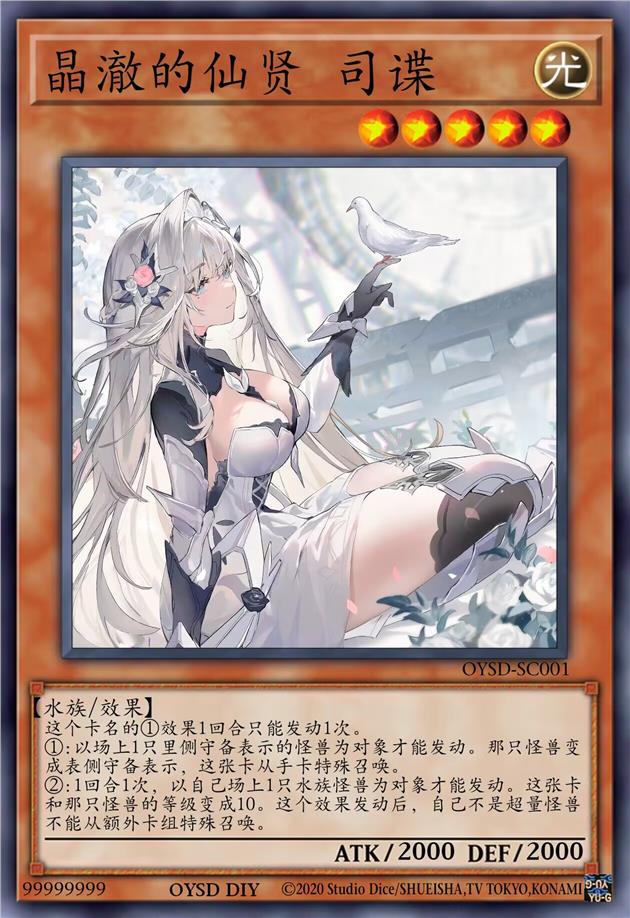 晶澈的仙贤 司谍
光
OYSD-SC001
【水族/效果】
这个卡名的①效果1回合只能发动1次。
①:以场上1只里侧守备表示的怪兽为对象才能发动。那只怪兽变
成表侧守备表示，这张卡从手卡特殊召唤。
②:1回合1次，以自己场上1只水族怪兽为对象才能发动。这张卡
和那只怪兽的等级变成10。这个效果发动后，自己不是超量怪兽
不能从额外卡组特殊召唤。
ATK/2000 DEF/2000
99999999 OYSD DIY ©2020 Studio Dice/SHUEISHA,TV TOKYO,KONAMI
YU-G
YU-G